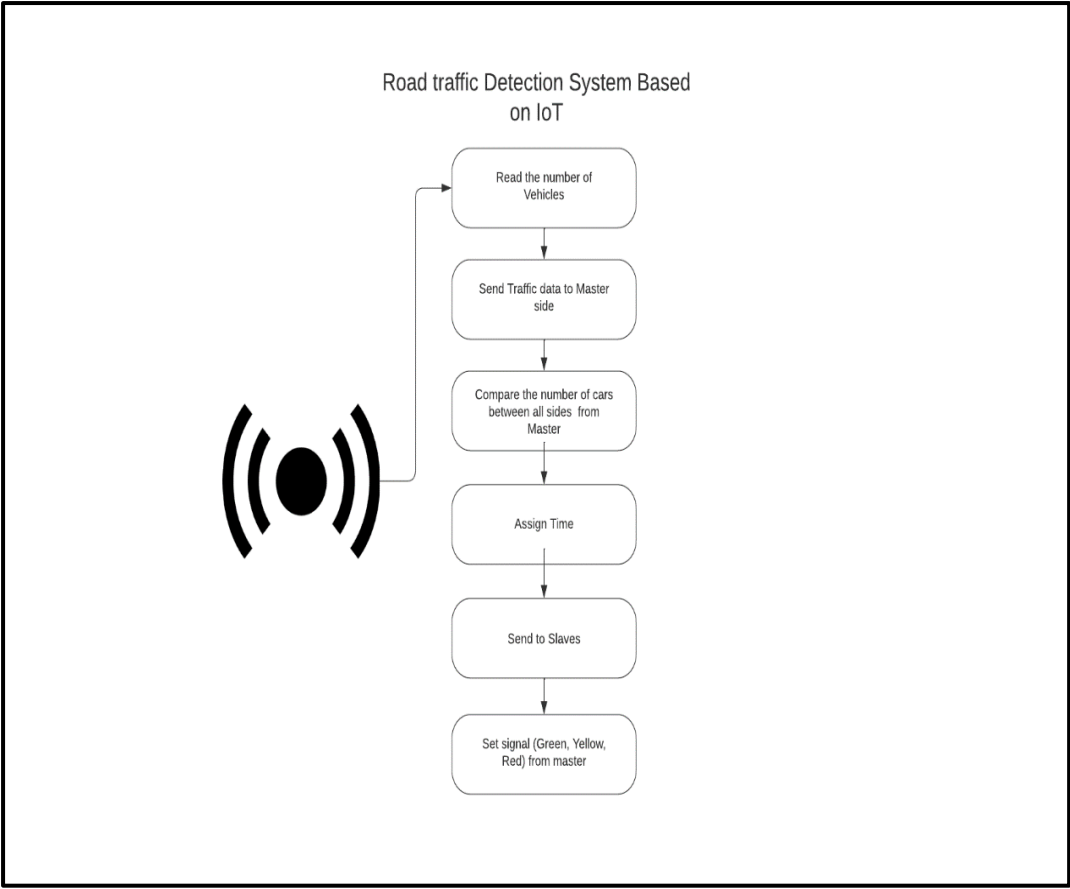 Road traffic Detection System Based
on IoT
Read the number of
Vehicles
Send Traffic data to Master
side
Compare the number of cars
between all sides from
Master
Assign Time
Send to Slaves
Set signal (Green, Yellow,
Red) from master